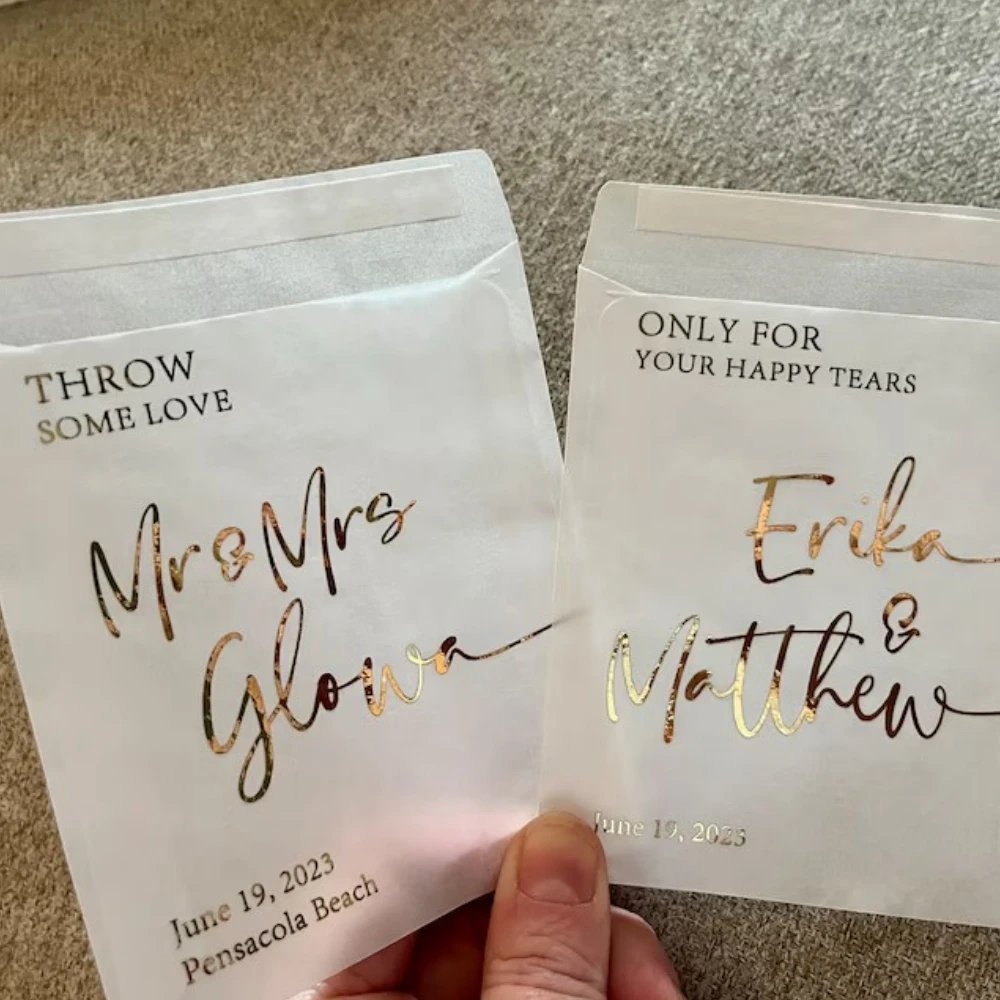 THROW
SOME LOVE
Mr & Mrs
Glowa
June 19, 2023
Pensacola Beach
ONLY FOR
YOUR HAPPY TEARS
Erika
&
Matthew
June 19, 2023